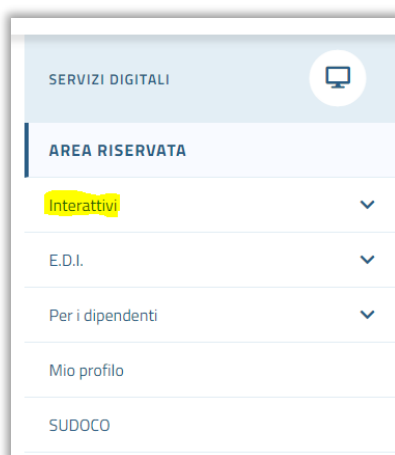 SERVIZI DIGITALI
AREA RISERVATA
Interattivi
E.D.I.
Per i dipendenti
Mio profilo
SUDOCO